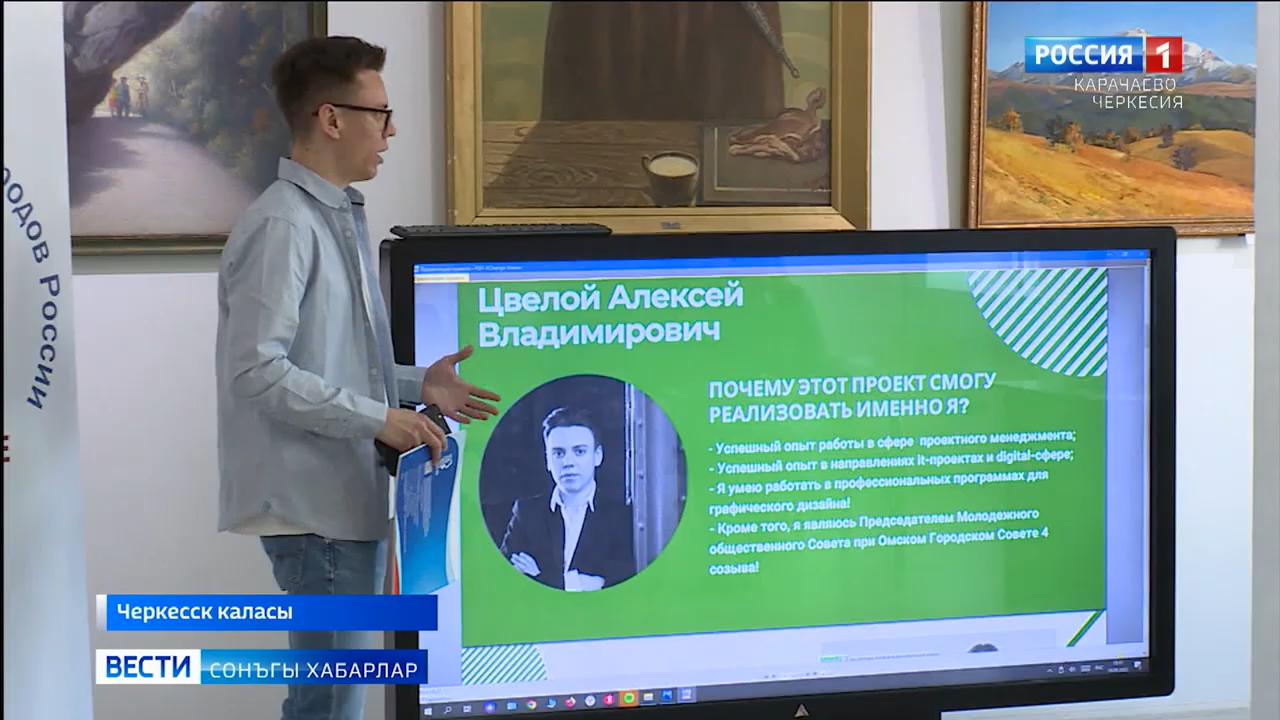 РОССИЯ 1
КАРАЧАЕВО
ЧЕРКЕСИЯ
ОДОВ РОССИИ
Цвелой Алексей
Владимирович
ПОЧЕМУ ЭТОТ ПРОЕКТ СМОГУ
РЕАЛИЗОВАТЬ ИМЕННО Я?
- Успешный опыт работы в сфере проектного менеджмента;
- Успешный опыт в направлениях it-проектах и digital-сфере;
- Я умею работать в профессиональных программах для
графического дизайна!
- Кроме того, я являюсь Председателем Молодежного
общественного Совета при Омском Городском Совете 4
созыва!
Черкесск каласы
ВЕСТИ СОНЪГЫ ХАБАРЛАР